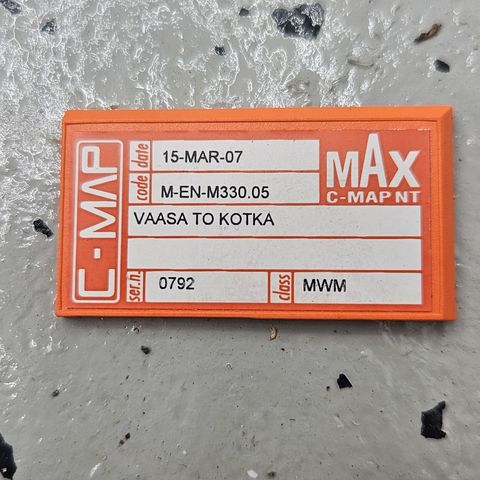 C-MAP
date 15-MAR-07
code M-EN-M330.05
MAX
C-MAP NT
VAASA TO KOTKA
ser.n. 0792
class MWM